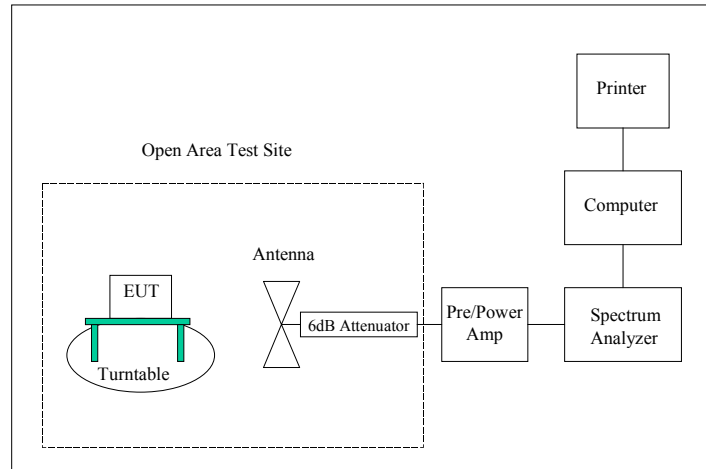 Printer
Open Area Test Site
Computer
Antenna
EUT
Pre/Power
Amp
Spectrum
Analyzer
6dB Attenuator
Turntable